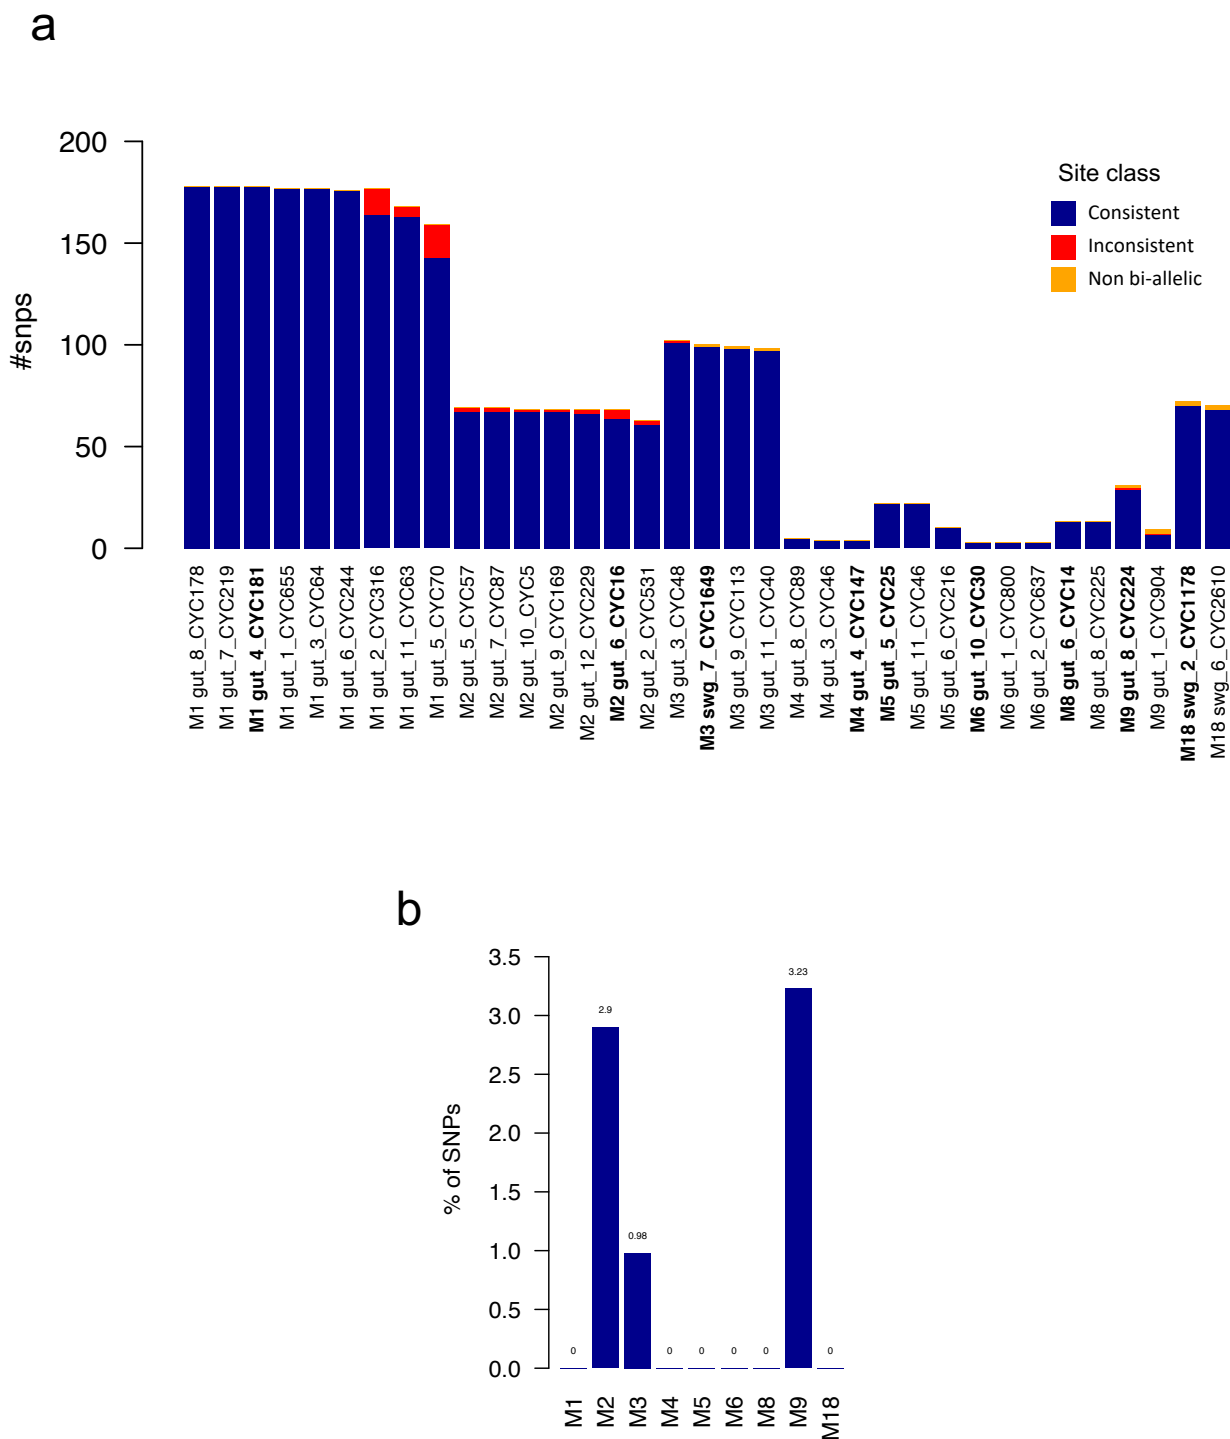 a
200
150
100
50
0
#snps
Site class
Consistent
Inconsistent
Non bi-allelic
M1 gut_8_CYC178
M1 gut_7_CYC219
M1 gut_4_CYC181
M1 gut_1_CYC655
M1 gut_3_CYC64
M1 gut_6_CYC244
M1 gut_2_CYC316
M1 gut_11_CYC63
M1 gut_5_CYC70
M2 gut_5_CYC57
M2 gut_7_CYC87
M2 gut_10_CYC5
M2 gut_9_CYC169
M2 gut_12_CYC229
M2 gut_6_CYC16
M2 gut_2_CYC531
M3 gut_3_CYC48
M3 swg_7_CYC1649
M3 gut_9_CYC113
M3 gut_11_CYC40
M4 gut_8_CYC89
M4 gut_3_CYC46
M4 gut_4_CYC147
M5 gut_5_CYC25
M5 gut_11_CYC46
M5 gut_6_CYC216
M6 gut_10_CYC30
M6 gut_1_CYC800
M6 gut_2_CYC637
M8 gut_6_CYC14
M8 gut_8_CYC225
M9 gut_8_CYC224
M9 gut_1_CYC904
M18 swg_2_CYC1178
M18 swg_6_CYC2610
b
3.5
3.0
2.5
2.0
1.5
1.0
0.5
0.0
% of SNPs
0
2.9
0.98
0
0
0
0
3.23
0
M1
M2
M3
M4
M5
M6
M8
M9
M18